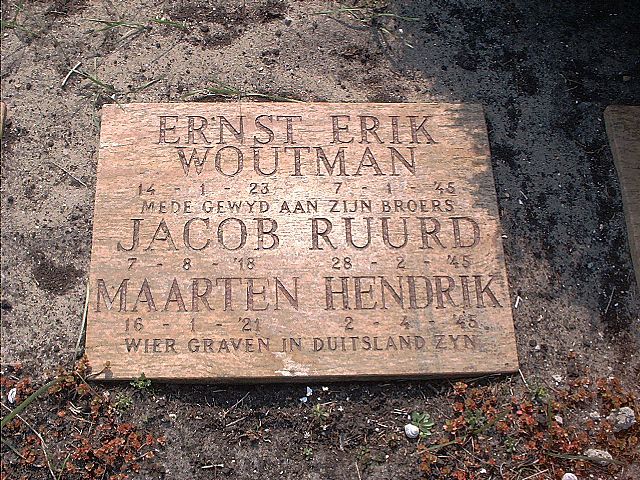 ERNST ERIK
WOUTMAN
14 - 1 - 23 7 - 1 - '45
MEDE GEWYD AAN ZIJN BROERS
JACOB RUURD
7 - 8 - '18 28 - 2 - '45
MAARTEN HENDRIK
16 - 1 - '21 2 - 4 - '45
WIER GRAVEN IN DUITSLAND ZYN